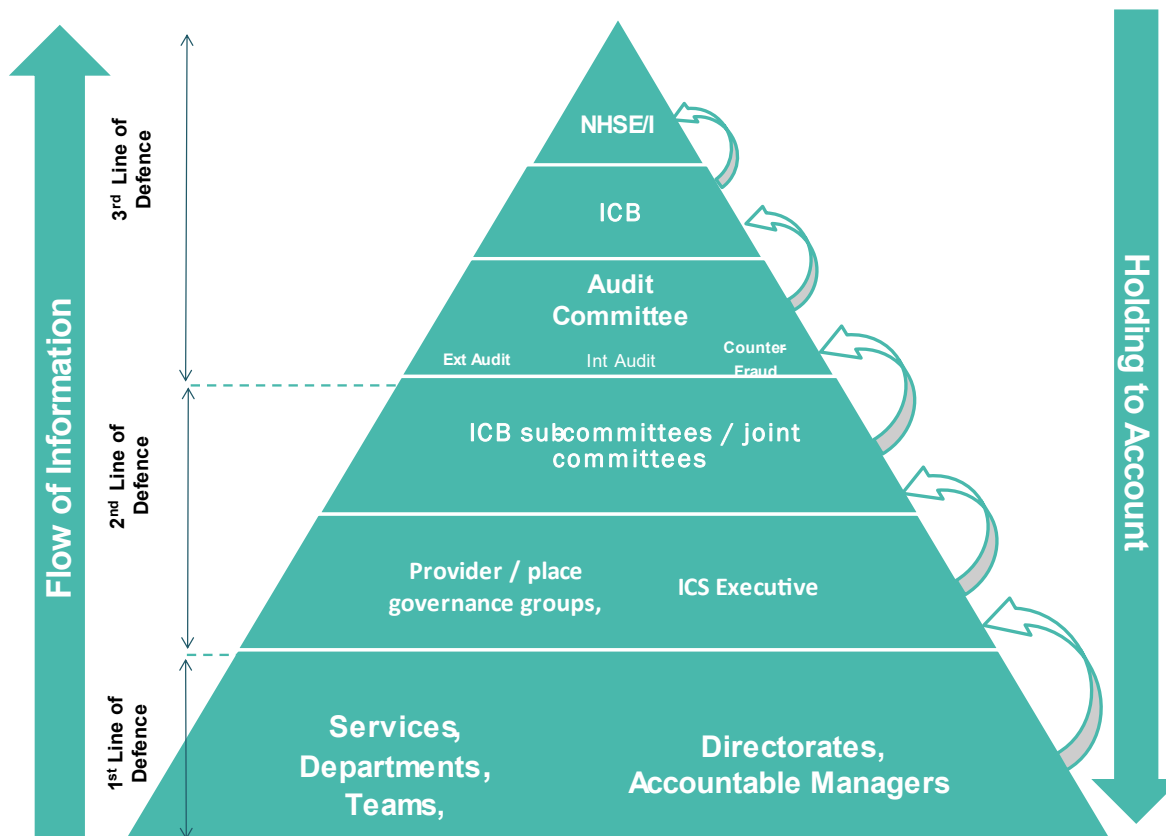 Flow of Information
3rd Line of
Defence
2nd Line of
Defence
1st Line of
Defence
NHSE/I
ICB
Audit
Committee
Ext Audit
Int Audit
Counter-
Fraud
ICB sub-committees / joint
committees
Provider / place
governance groups,
ICS Executive
Services,
Departments,
Teams,
Directorates,
Accountable Managers
Holding to Account